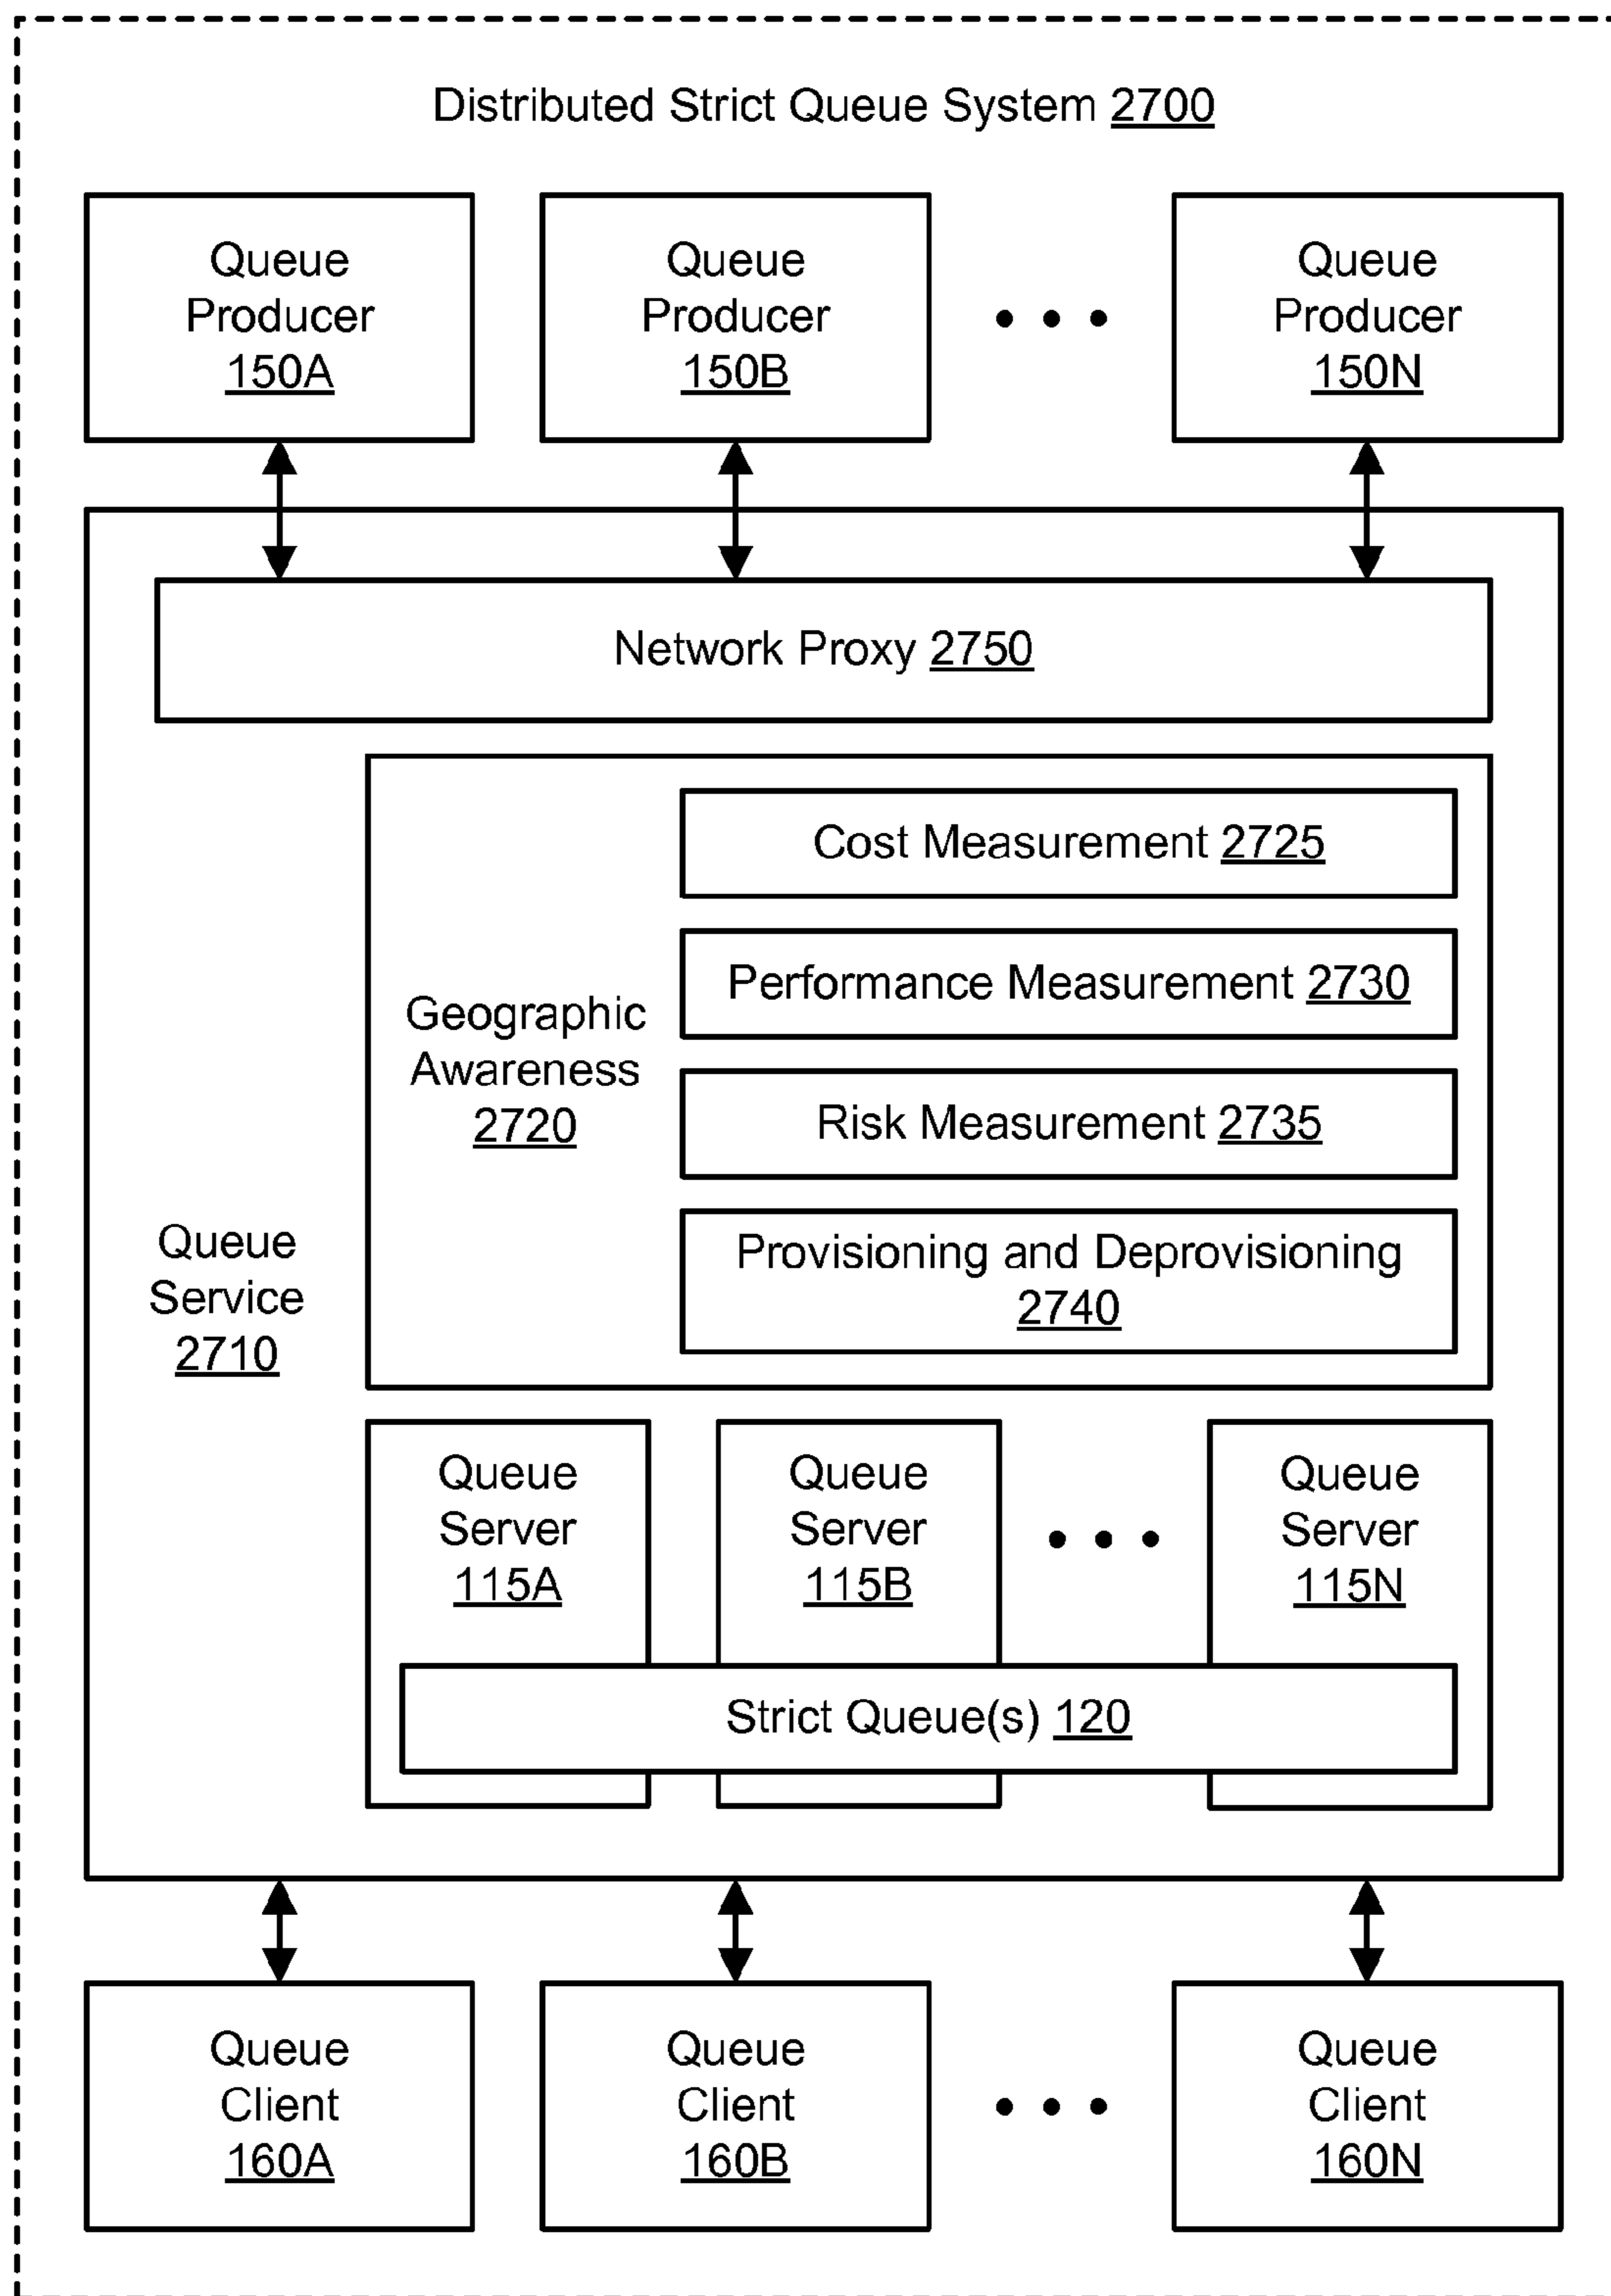 Distributed Strict Queue System 2700
Queue
Producer
150A
Queue
Producer
150B
Queue
Producer
150N
Network Proxy 2750
Cost Measurement 2725
Performance Measurement 2730
Geographic
Awareness
2720
Risk Measurement 2735
Provisioning and Deprovisioning
2740
Queue
Service
2710
Queue
Server
115A
Queue
Server
115B
Queue
Server
115N
Strict Queue(s) 120
Queue
Client
160A
Queue
Client
160B
Queue
Client
160N